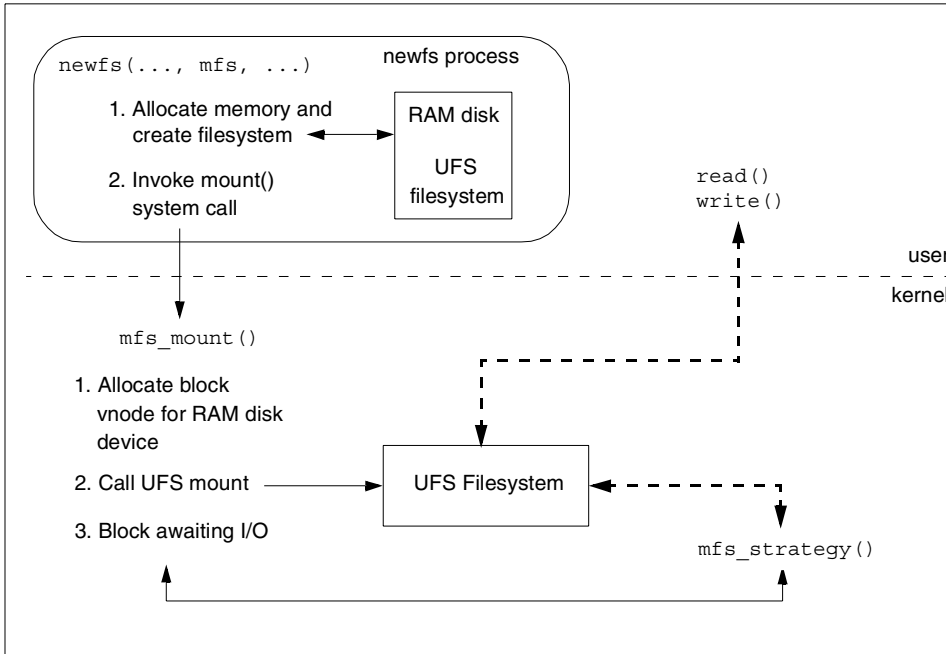 newfs(..., mfs, ...)
newfs process
1. Allocate memory and
create filesystem
2. Invoke mount()
system call
RAM disk
UFS
filesystem
read()
write()
user
kernel
mfs_mount()
1. Allocate block
vnode for RAM disk
device
2. Call UFS mount
3. Block awaiting I/O
UFS Filesystem
mfs_strategy()